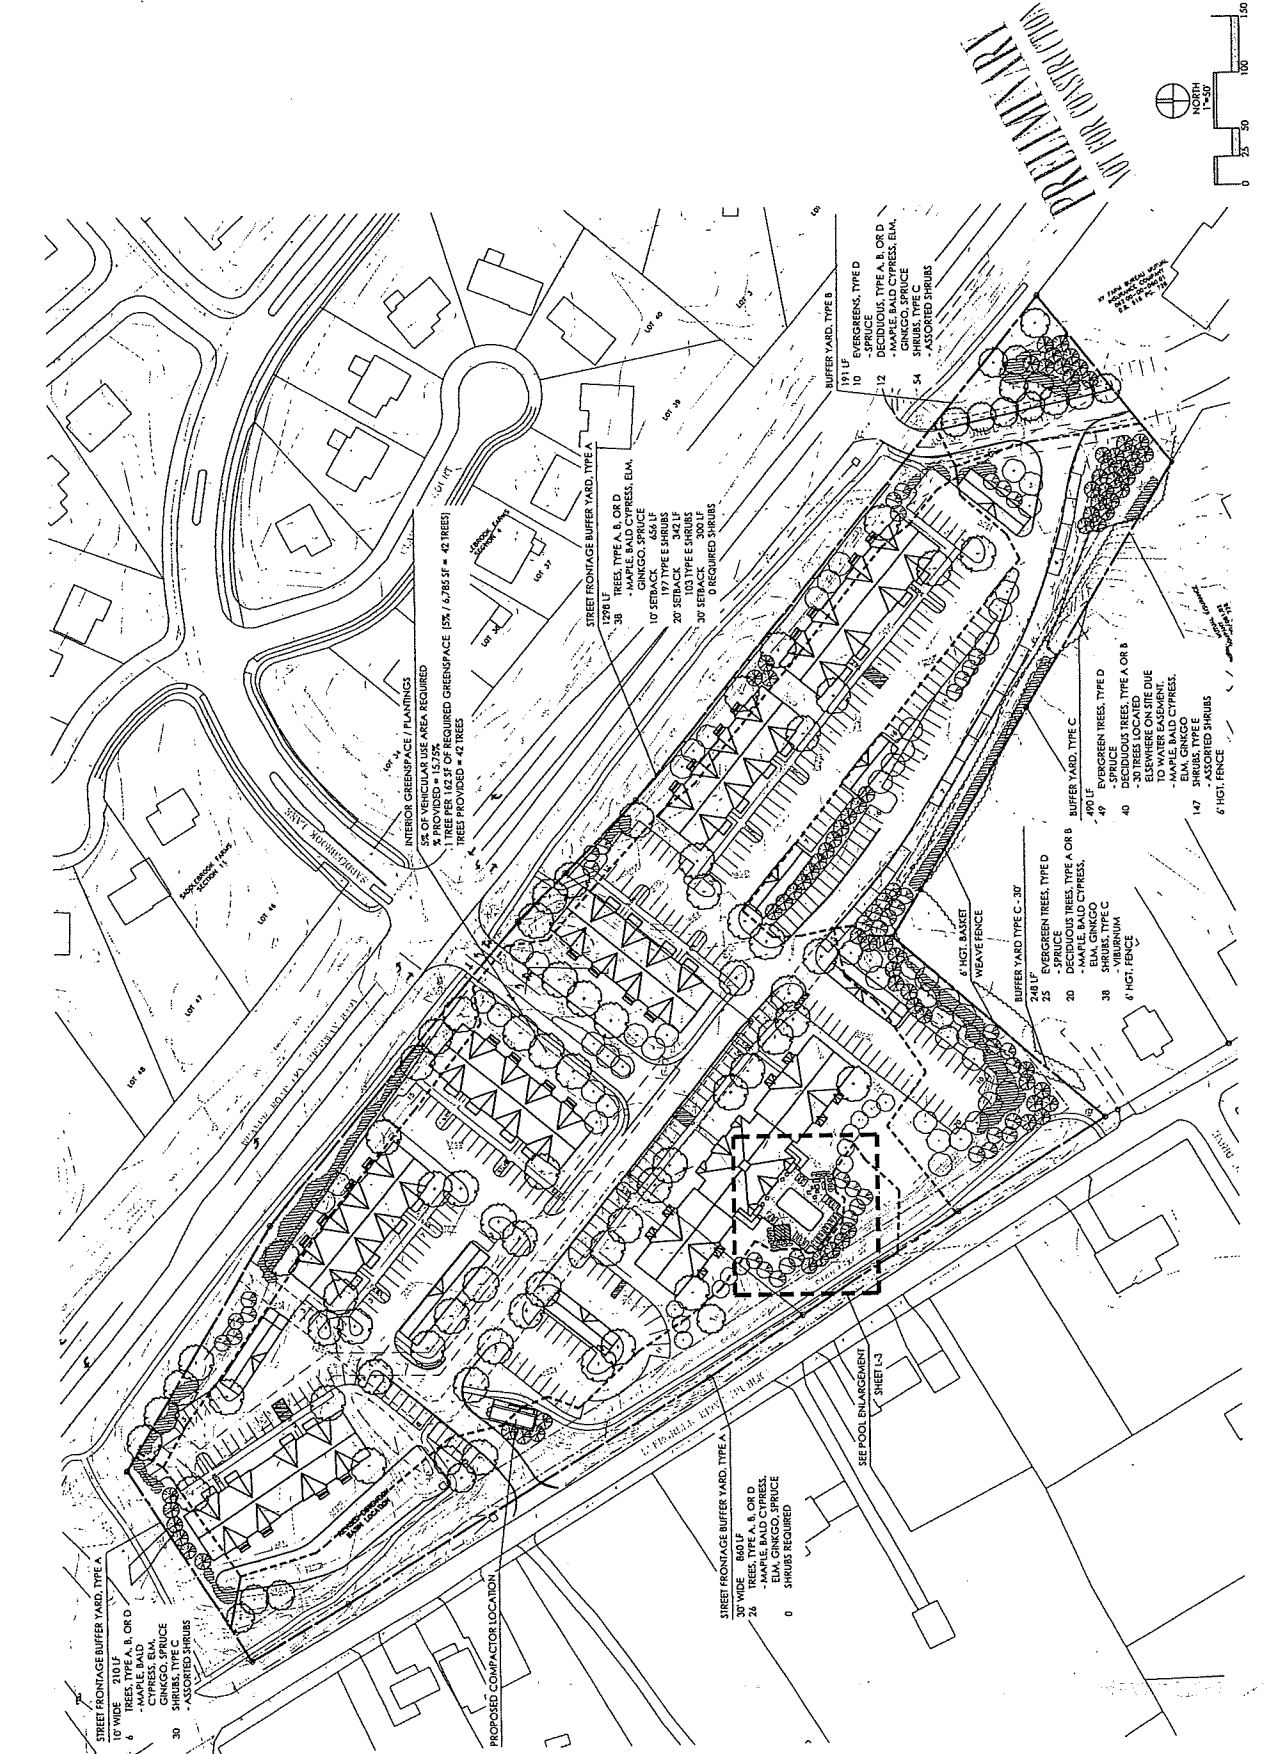 PRELIMINARY
NOT FOR CONSTRUCTION
NORTH
1"=50'
0 25 50 100 150
STREET FRONTAGE BUFFER YARD, TYPE A
10' WIDE 210 LF
6 TREES, TYPE A, B, OR D
- MAPLE, BALD
CYPRESS, ELM,
GINKGO, SPRUCE
30 SHRUBS, TYPE C
- ASSORTED SHRUBS
PROPOSED COMPACTOR LOCATION
BASIN LOCATION
STREET FRONTAGE BUFFER YARD, TYPE A
30' WIDE 860 LF
26 TREES, TYPE A, B, OR D
- MAPLE, BALD CYPRESS,
ELM, GINKGO, SPRUCE
0 SHRUBS REQUIRED
SEE POOL ENLARGEMENT
SHEET L-3
INTERIOR GREENSPACE / PLANTINGS
5% OF VEHICULAR USE AREA REQUIRED
% PROVIDED = 15.75%
1 TREE PER 162 SF OF REQUIRED GREENSPACE (5% / 6,785 SF = 42 TREES)
TREES PROVIDED = 42 TREES
STREET FRONTAGE BUFFER YARD, TYPE A
1298 LF
38 TREES, TYPE A, B, OR D
- MAPLE, BALD CYPRESS, ELM,
GINKGO, SPRUCE
10' SETBACK 656 LF
197 TYPE E SHRUBS
20' SETBACK 342 LF
103 TYPE E SHRUBS
30' SETBACK 300 LF
0 REQUIRED SHRUBS
BUFFER YARD, TYPE B
191 LF
10 EVERGREENS, TYPE D
- SPRUCE
12 DECIDUOUS, TYPE A, B, OR D
- MAPLE, BALD CYPRESS, ELM,
GINKGO, SPRUCE
54 SHRUBS, TYPE C
- ASSORTED SHRUBS
6' HGT. BASKET
WEAVE FENCE
BUFFER YARD TYPE C - 30'
248 LF
25 EVERGREEN TREES, TYPE D
- SPRUCE
20 DECIDUOUS TREES, TYPE A OR B
- MAPLE, BALD CYPRESS,
ELM, GINKGO
38 SHRUBS, TYPE C
- VIBURNUM
6' HGT. FENCE
BUFFER YARD, TYPE C
490 LF
49 EVERGREEN TREES, TYPE D
- SPRUCE
40 DECIDUOUS TREES, TYPE A OR B
- 30 TREES LOCATED
ELSEWHERE ON SITE DUE
TO WATER EASEMENT.
- MAPLE, BALD CYPRESS,
ELM, GINKGO
147 SHRUBS, TYPE E
- ASSORTED SHRUBS
6' HGT. FENCE
SADDLEBROOK LANE
SADDLEBROOK FARMS
LOT 48
LOT 47
LOT 46
LOT 37
LOT 39
LOT 40
LOT 3
KY FARM BUREAU MUTUAL
INSURANCE COMPANY